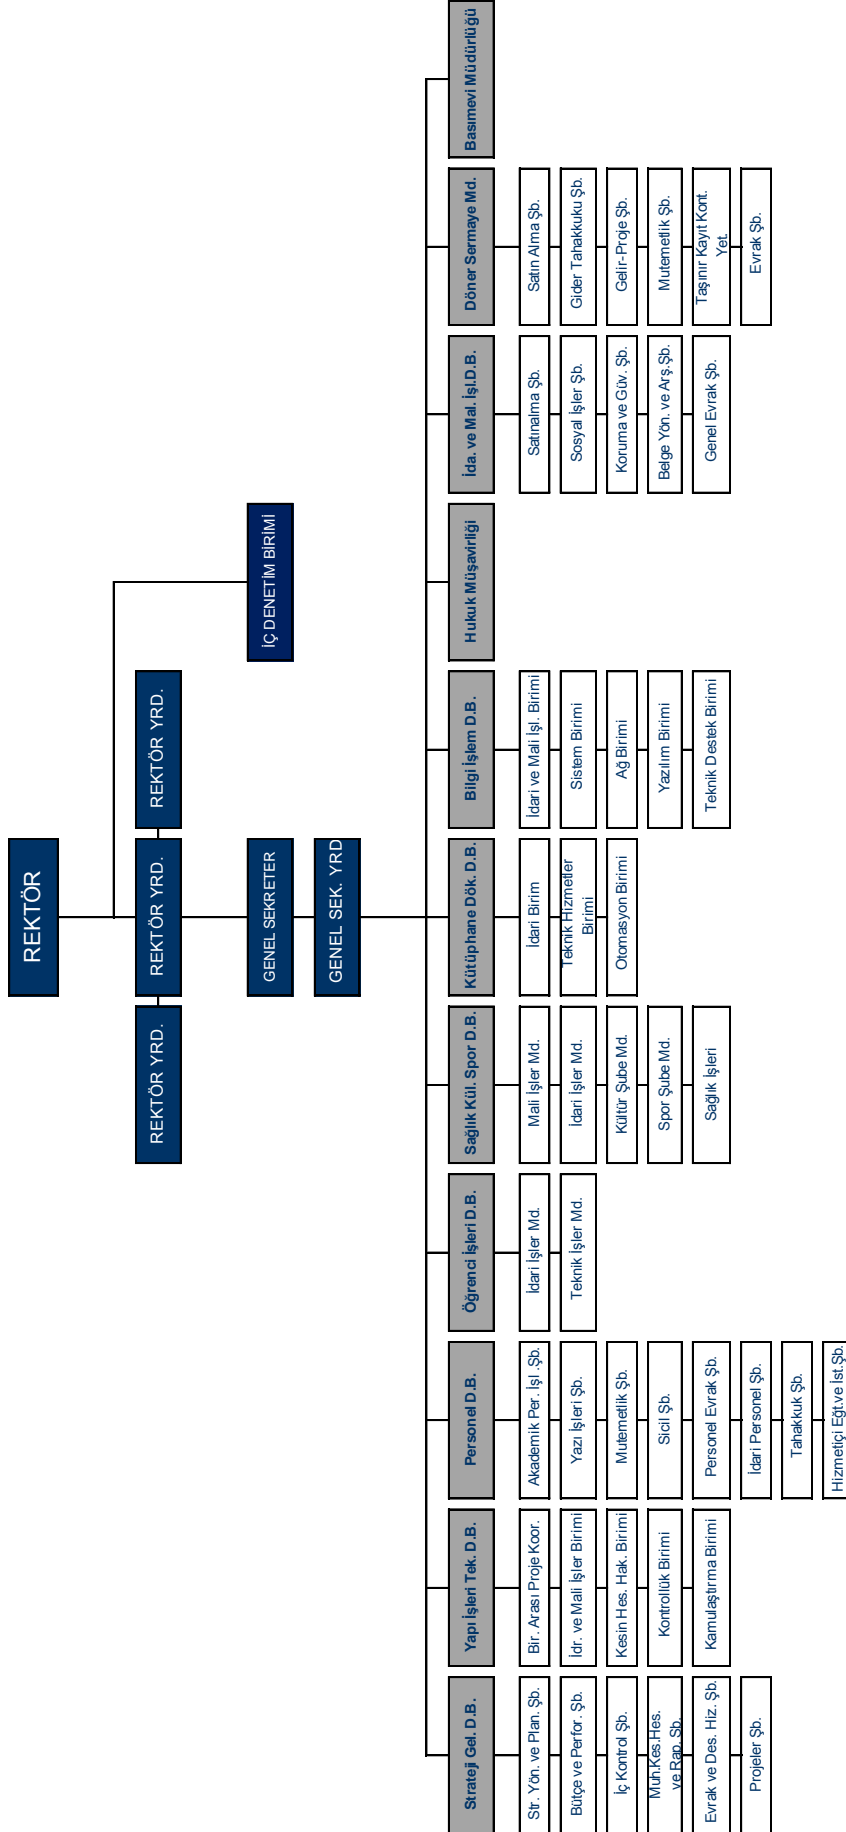 REKTÖR
REKTÖR YRD.
REKTÖR YRD.
REKTÖR YRD.
İÇ DENETİM BİRİMİ
GENEL SEKRETER
GENEL SEK. YRD
Strateji Gel. D.B.
Str. Yön. ve Plan. Şb.
Bütçe ve Perfor. Şb.
İç Kontrol Şb.
Muh.Kes.Hes.
ve Rap. Şb.
Evrak ve Des. Hiz. Şb.
Projeler Şb.
Yapı İşleri Tek. D.B.
Bir. Arası Proje Koor.
İdr. ve Mali İşler Birimi
Kesin Hes. Hak. Birimi
Kontrollük Birimi
Kamulaştırma Birimi
Personel D.B.
Akademik Per. İşl .Şb.
Yazı İşleri Şb.
Mutemetlik Şb.
Sicil Şb.
Personel Evrak Şb.
İdari Personel Şb.
Tahakkuk Şb.
Hizmetiçi Eğt.ve İst.Şb.
Öğrenci İşleri D.B.
İdari İşler Md.
Teknik İşler Md.
Sağlık Kül. Spor D.B.
Mali İşler Md.
İdari İşler Md.
Kültür Şube Md.
Spor Şube Md.
Sağlık İşleri
Kütüphane Dök. D.B.
İdari Birim
Teknik Hizmetler
Birimi
Otomasyon Birimi
Bilgi İşlem D.B.
İdari ve Mali İşl. Birimi
Sistem Birimi
Ağ Birimi
Yazılım Birimi
Teknik Destek Birimi
Hukuk Müşavirliği
İda. ve Mal. İşl.D.B.
Satınalma Şb.
Sosyal İşler Şb.
Koruma ve Güv. Şb.
Belge Yön. ve Arş.Şb.
Genel Evrak Şb.
Döner Sermaye Md.
Satın Alma Şb.
Gider Tahakkuku Şb.
Gelir-Proje Şb.
Mutemetlik Şb.
Taşınır Kayıt Kont.
Yet.
Evrak Şb.
Basımevi Müdürlüğü